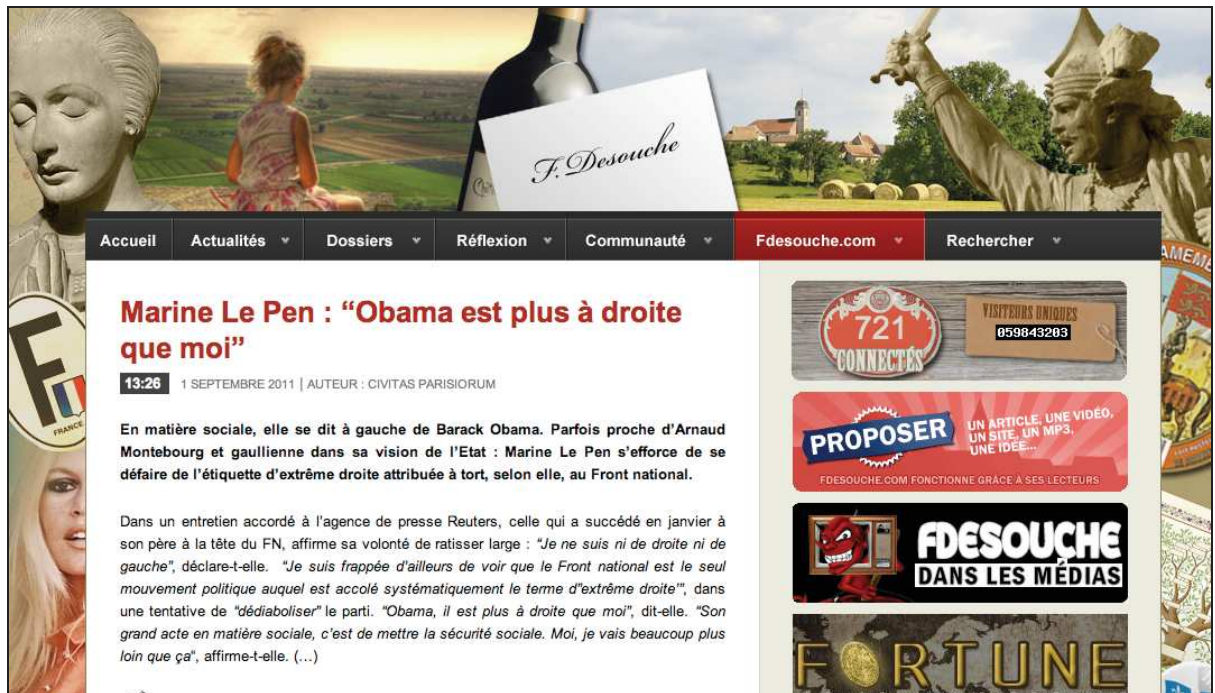 F. Desouche
Accueil
Actualités
Dossiers
Réflexion
Communauté
Fdesouche.com
Rechercher
Marine Le Pen : “Obama est plus à droite
que moi”
13:26 1 SEPTEMBRE 2011 | AUTEUR : CIVITAS PARISIORUM
En matière sociale, elle se dit à gauche de Barack Obama. Parfois proche d’Arnaud
Montebourg et gaullienne dans sa vision de l’Etat : Marine Le Pen s’efforce de se
défaire de l’étiquette d’extrême droite attribuée à tort, selon elle, au Front national.
Dans un entretien accordé à l’agence de presse Reuters, celle qui a succédé en janvier à
son père à la tête du FN, affirme sa volonté de ratisser large : “Je ne suis ni de droite ni de
gauche”, déclare-t-elle. “Je suis frappée d’ailleurs de voir que le Front national est le seul
mouvement politique auquel est accolé systématiquement le terme d”extrême droite’”, dans
une tentative de “dédiaboliser” le parti. “Obama, il est plus à droite que moi”, dit-elle. “Son
grand acte en matière sociale, c’est de mettre la sécurité sociale. Moi, je vais beaucoup plus
loin que ça“, affirme-t-elle. (…)
721
CONNECTÉS
VISITEURS UNIQUES
059843203
PROPOSER
UN ARTICLE, UNE VIDÉO,
UN SITE, UN MP3,
UNE IDÉE...
FDESOUCHE.COM FONCTIONNE GRÂCE À SES LECTEURS
FDESOUCHE
DANS LES MÉDIAS
FORTUNE
F
FRANCE